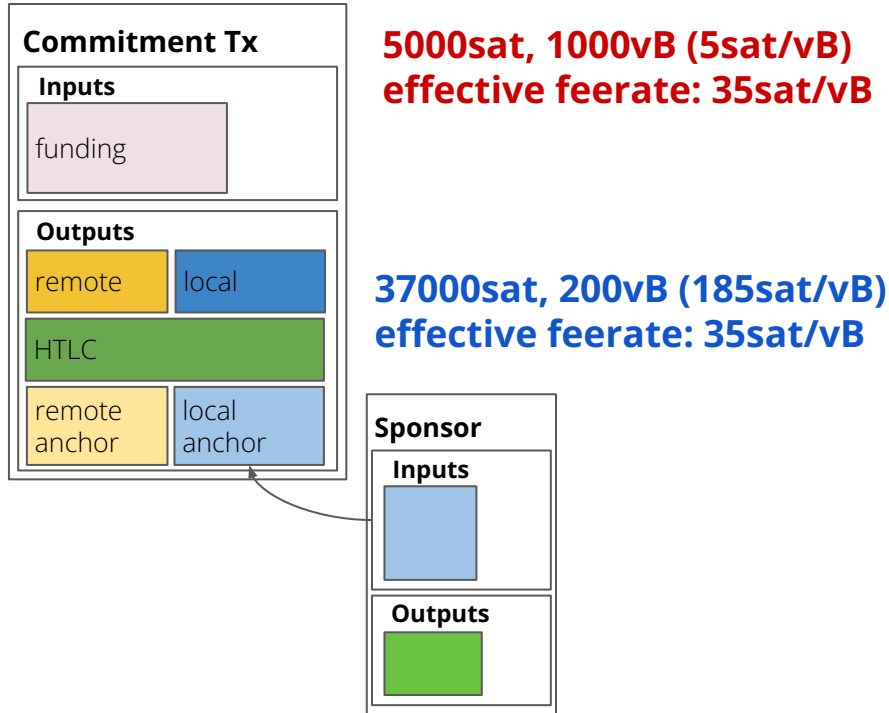 Commitment Tx
Inputs
funding
Outputs
remote
local
HTLC
remote
anchor
local
anchor
5000sat, 1000vB (5sat/vB)
effective feerate: 35sat/vB
37000sat, 200vB (185sat/vB)
effective feerate: 35sat/vB
Sponsor
Inputs
Outputs